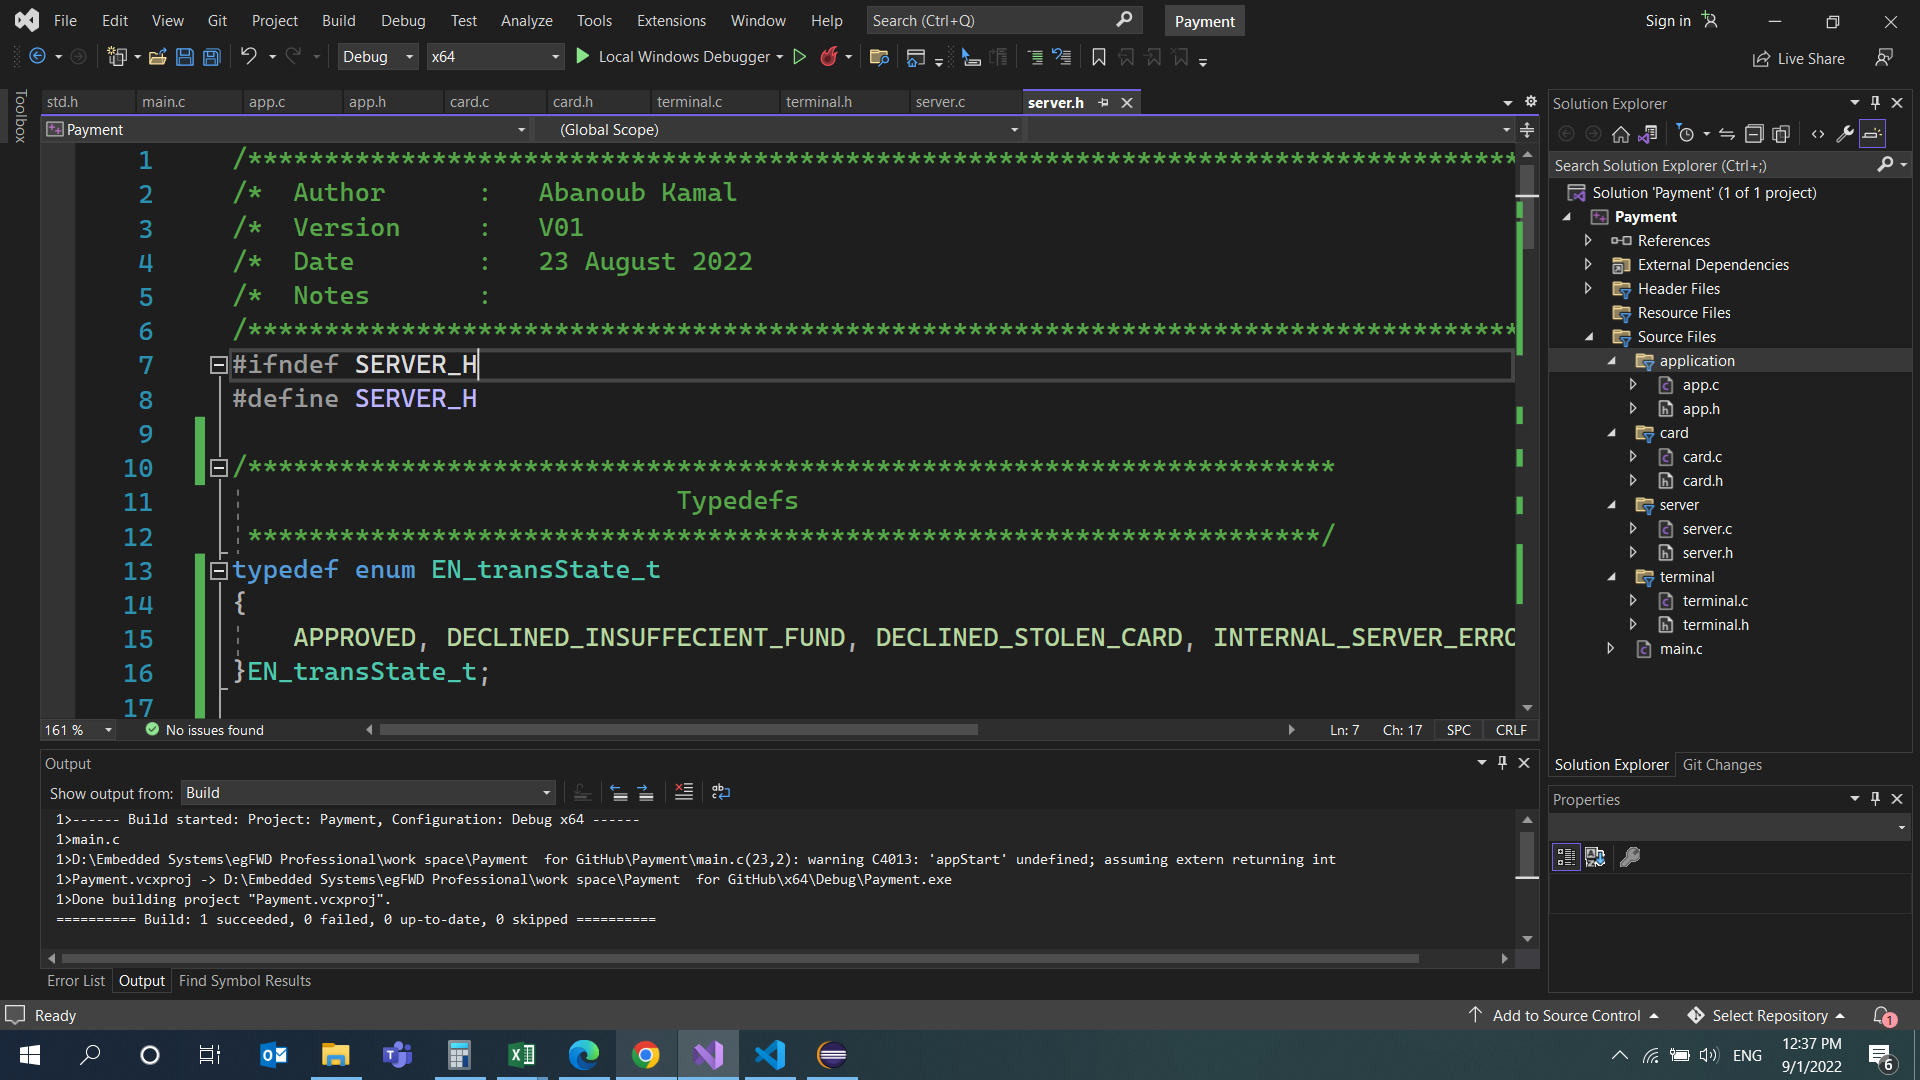 File Edit View Git Project Build Debug Test Analyze Tools Extensions Window Help Search (Ctrl+Q) Payment Sign in
Debug x64 Local Windows Debugger Live Share
Toolbox
std.h main.c app.c app.h card.c card.h terminal.c terminal.h server.c server.h
Payment (Global Scope)
1 /***********************************************************************************
2 /* Author : Abanoub Kamal
3 /* Version : V01
4 /* Date : 23 August 2022
5 /* Notes :
6 /***********************************************************************************
7 #ifndef SERVER_H
8 #define SERVER_H
9
10 /***********************************************************************
11 Typedefs
12 **********************************************************************/
13 typedef enum EN_transState_t
14 {
15 APPROVED, DECLINED_INSUFFECIENT_FUND, DECLINED_STOLEN_CARD, INTERNAL_SERVER_ERRO
16 }EN_transState_t;
17
161 % No issues found Ln: 7 Ch: 17 SPC CRLF
Output
Show output from: Build
1>------ Build started: Project: Payment, Configuration: Debug x64 ------
1>main.c
1>D:\Embedded Systems\egFWD Professional\work space\Payment  for GitHub\Payment\main.c(23,2): warning C4013: 'appStart' undefined; assuming extern returning int
1>Payment.vcxproj -> D:\Embedded Systems\egFWD Professional\work space\Payment  for GitHub\x64\Debug\Payment.exe
1>Done building project "Payment.vcxproj".
========== Build: 1 succeeded, 0 failed, 0 up-to-date, 0 skipped ==========
Error List Output Find Symbol Results
Solution Explorer
Search Solution Explorer (Ctrl+;)
Solution 'Payment' (1 of 1 project)
Payment
References
External Dependencies
Header Files
Resource Files
Source Files
application
app.c
app.h
card
card.c
card.h
server
server.c
server.h
terminal
terminal.c
terminal.h
main.c
Solution Explorer Git Changes
Properties
Ready Add to Source Control Select Repository 1
ENG 12:37 PM
9/1/2022 6